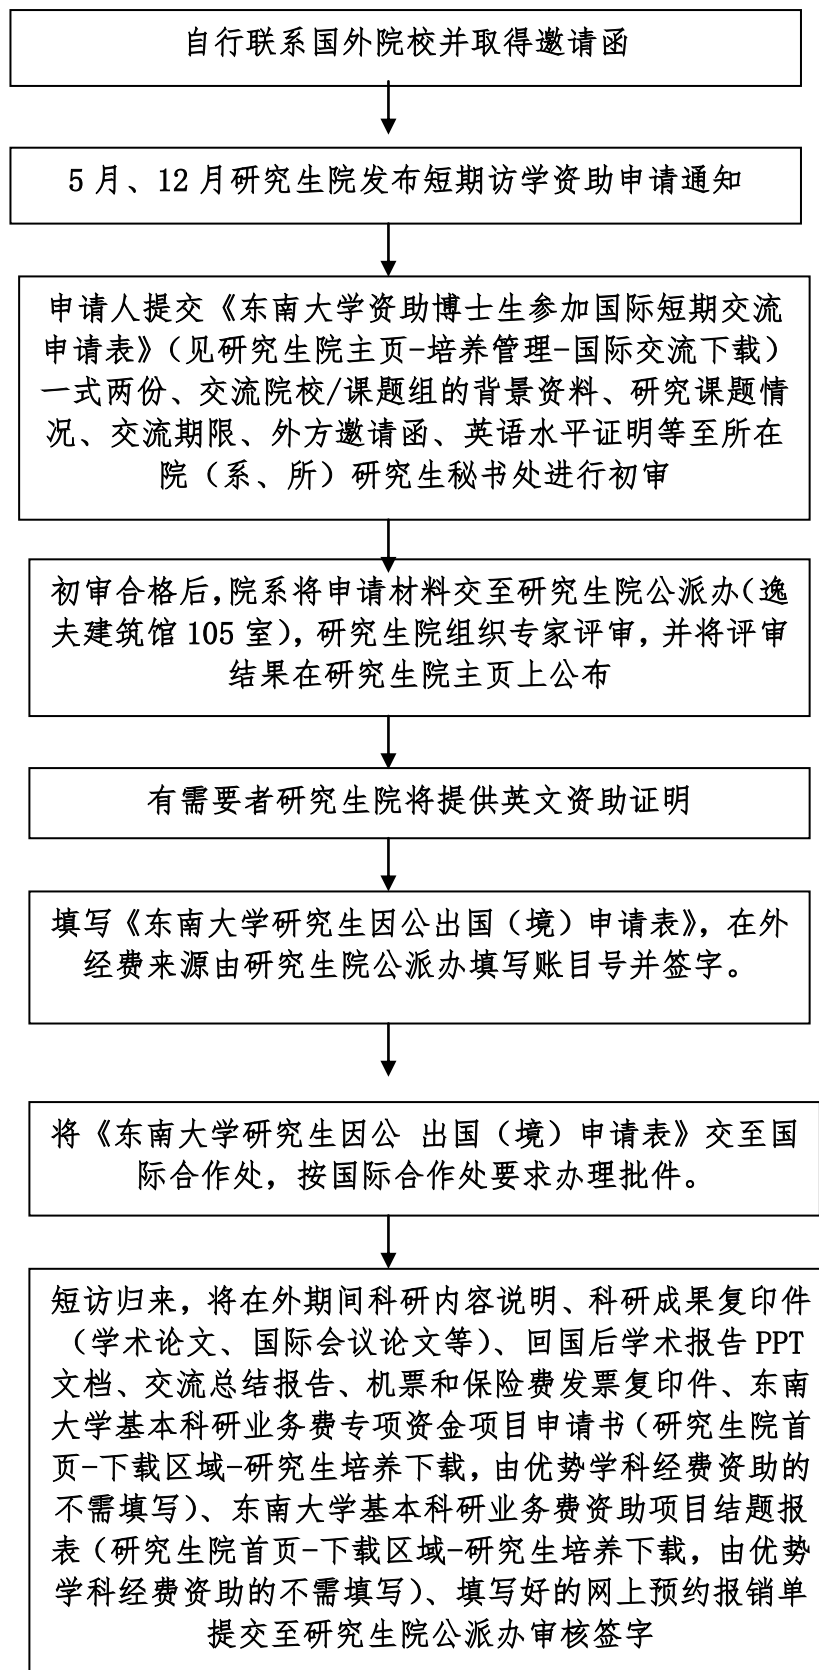 自行联系国外院校并取得邀请函
5月、12月研究生院发布短期访学资助申请通知
申请人提交《东南大学资助博士生参加国际短期交流
申请表》（见研究生院主页-培养管理-国际交流下载）
一式两份、交流院校/课题组的背景资料、研究课题情
况、交流期限、外方邀请函、英语水平证明等至所在
院（系、所）研究生秘书处进行初审
初审合格后，院系将申请材料交至研究生院公派办（逸
夫建筑馆105室），研究生院组织专家评审，并将评审
结果在研究生院主页上公布
有需要者研究生院将提供英文资助证明
填写《东南大学研究生因公出国（境）申请表》，在外
经费来源由研究生院公派办填写账目号并签字。
将《东南大学研究生因公 出国（境）申请表》交至国
际合作处，按国际合作处要求办理批件。
短访归来，将在外期间科研内容说明、科研成果复印件
（学术论文、国际会议论文等）、回国后学术报告PPT
文档、交流总结报告、机票和保险费发票复印件、东南
大学基本科研业务费专项资金项目申请书（研究生院首
页-下载区域-研究生培养下载，由优势学科经费资助的
不需填写）、东南大学基本科研业务费资助项目结题报
表（研究生院首页-下载区域-研究生培养下载，由优势
学科经费资助的不需填写）、填写好的网上预约报销单
提交至研究生院公派办审核签字